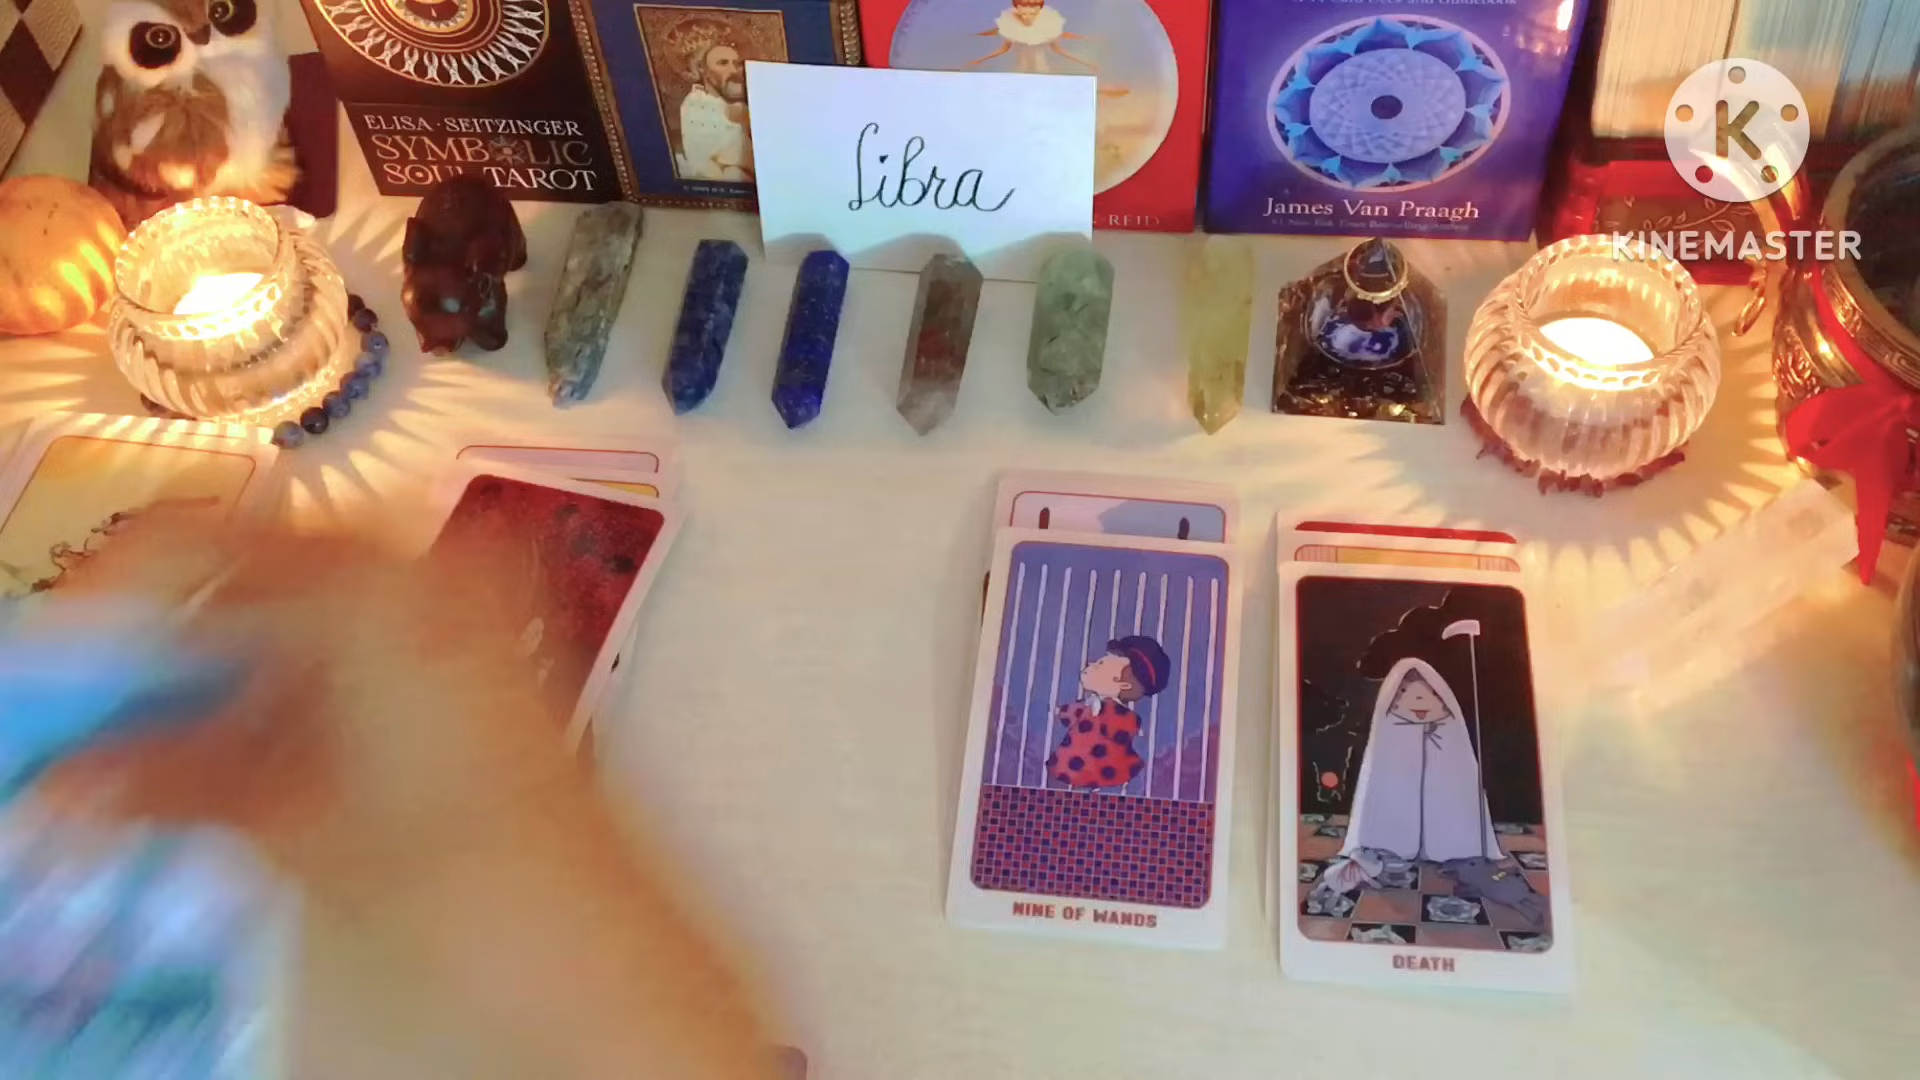 ELISA · SEITZINGER
SYMBOLIC
SOUL TAROT
Libra
REID
James Van Praagh
K
KINEMASTER
NINE OF WANDS
DEATH